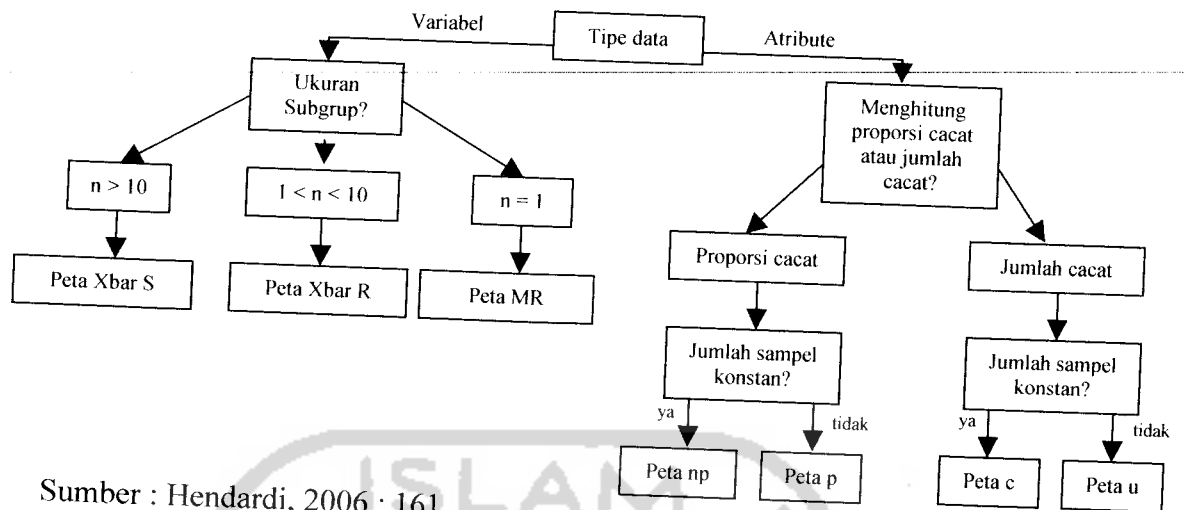 Variabel
Tipe data
Atribute
Ukuran
Subgrup?
Menghitung
proporsi cacat
atau jumlah
cacat?
n > 10
1 < n < 10
n = 1
Proporsi cacat
Jumlah cacat
Peta Xbar S
Peta Xbar R
Peta MR
Jumlah sampel
konstan?
Jumlah sampel
konstan?
ya
tidak
ya
tidak
Peta np
Peta p
Peta c
Peta u
ISLAM
Sumber : Hendardi, 2006 : 161